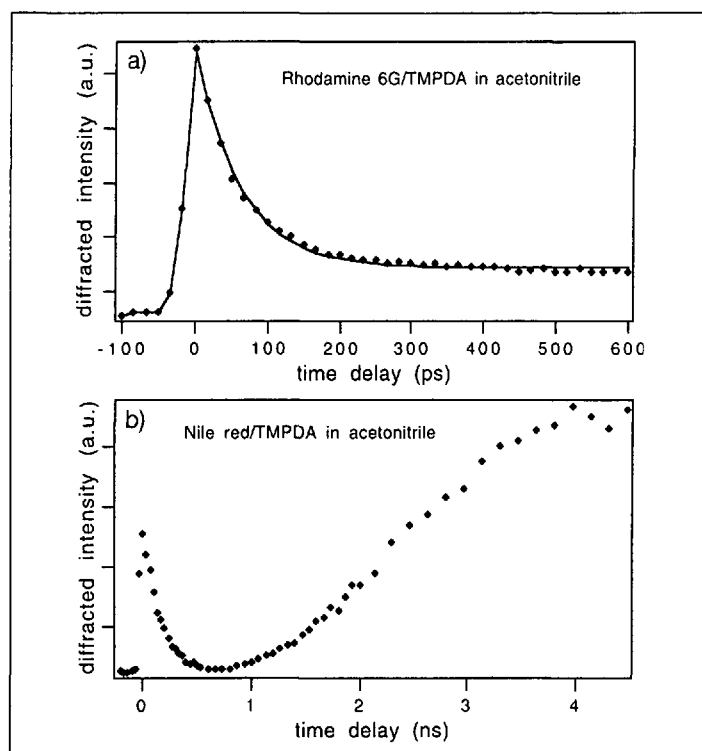 a)
Rhodamine 6G/TMPDA in acetonitrile
diffracted intensity (a.u.)
-100 0 100 200 300 400 500 600
time delay (ps)
b)
Nile red/TMPDA in acetonitrile
diffracted intensity (a.u.)
0 1 2 3 4
time delay (ns)